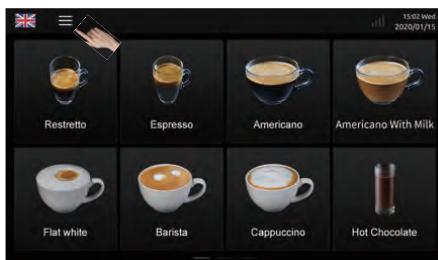 15:02 Wed
2020/01/15
Restretto
Espresso
Americano
Americano With Milk
Flat white
Barista
Cappuccino
Hot Chocolate